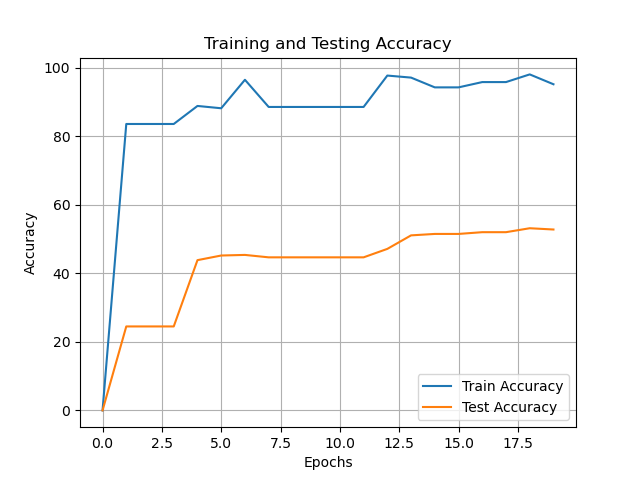 Training and Testing Accuracy
100
80
60
40
20
0
Accuracy
0.0 2.5 5.0 7.5 10.0 12.5 15.0 17.5
Epochs
Train Accuracy
Test Accuracy